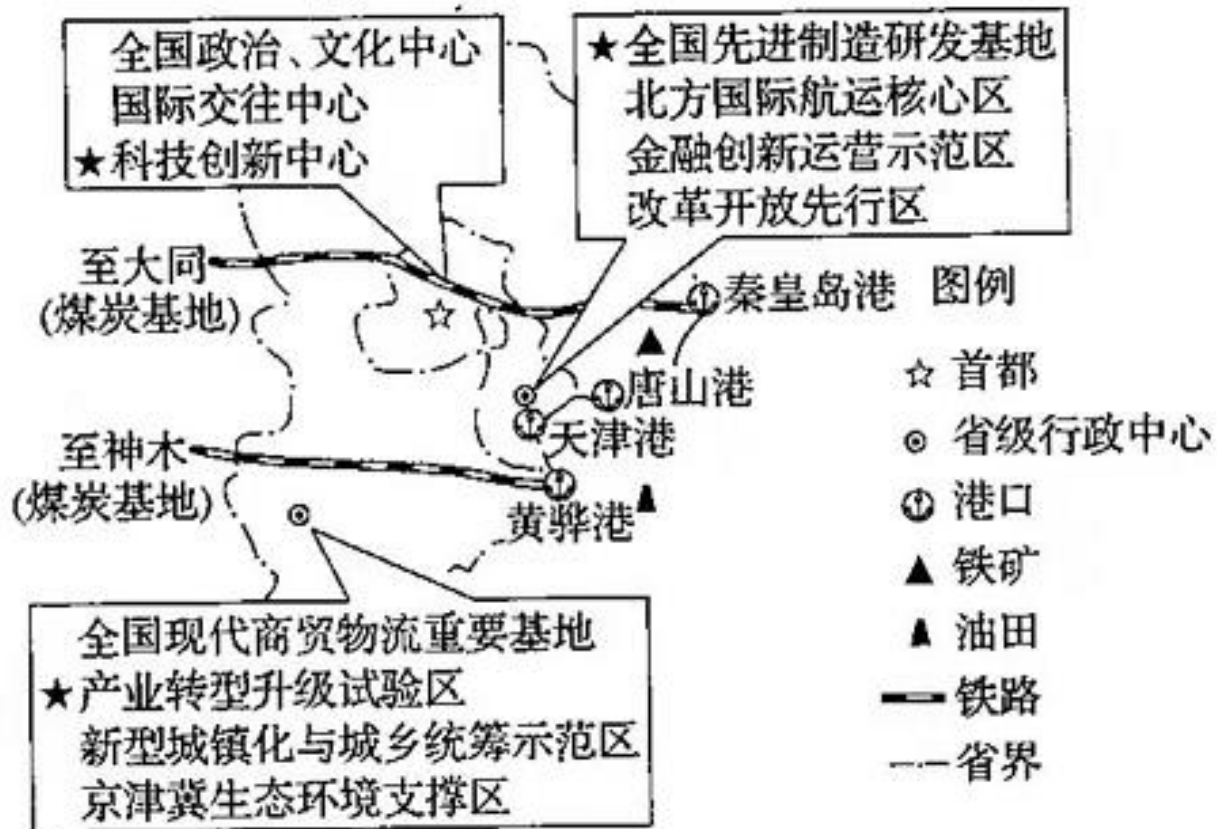 全国政治、文化中心
国际交往中心
★科技创新中心
★全国先进制造研发基地
北方国际航运核心区
金融创新运营示范区
改革开放先行区
至大同
(煤炭基地)
秦皇岛港
唐山港
天津港
至神木
(煤炭基地)
黄骅港
全国现代商贸物流重要基地
★产业转型升级试验区
新型城镇化与城乡统筹示范区
京津冀生态环境支撑区
图例
首都
省级行政中心
港口
铁矿
油田
铁路
省界